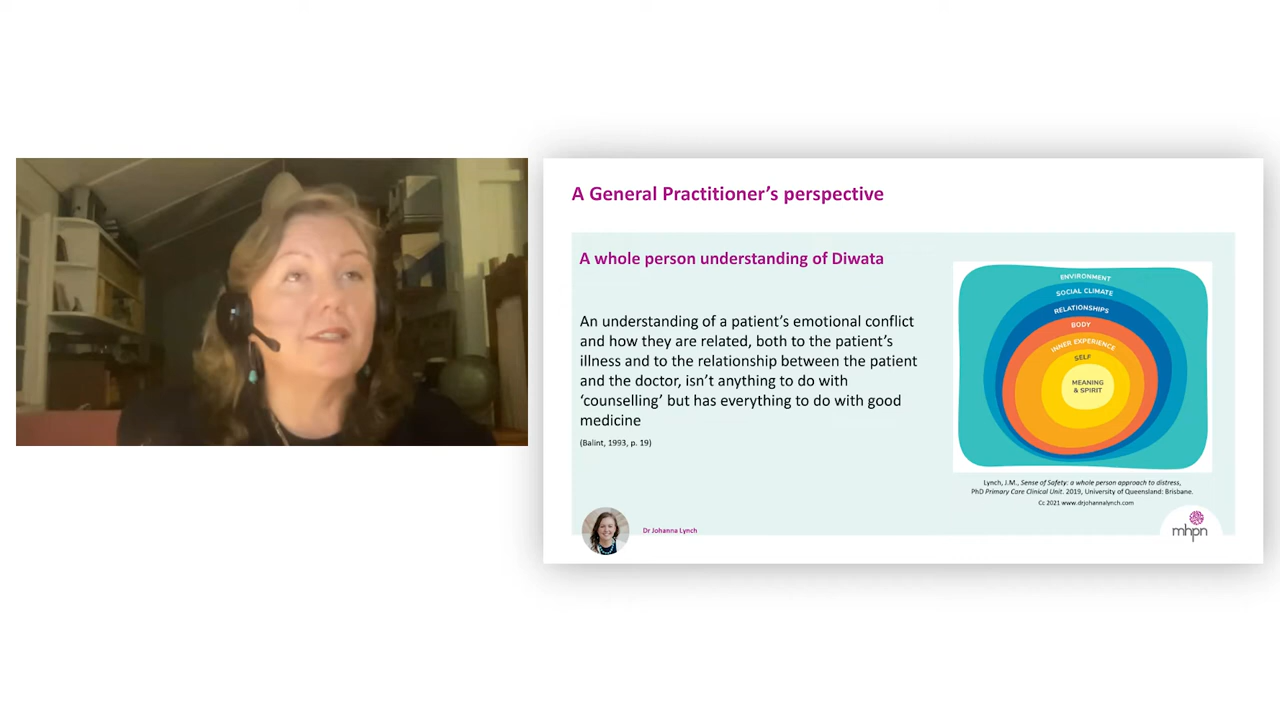 A General Practitioner's perspective
A whole person understanding of Diwata
An understanding of a patient's emotional conflict
and how they are related, both to the patient's
illness and to the relationship between the patient
and the doctor, isn't anything to do with
'counselling' but has everything to do with good
medicine
(Balint, 1993, p. 19)
ENVIRONMENT
SOCIAL CLIMATE
RELATIONSHIPS
BODY
INNER EXPERIENCE
SELF
MEANING
& SPIRIT
Lynch, J.M., Sense of Safety: a whole person approach to distress,
PhD Primary Care Clinical Unit. 2019, University of Queensland: Brisbane.
Cc 2021 www.drjohannalynch.com
Dr Johanna Lynch
mhpn